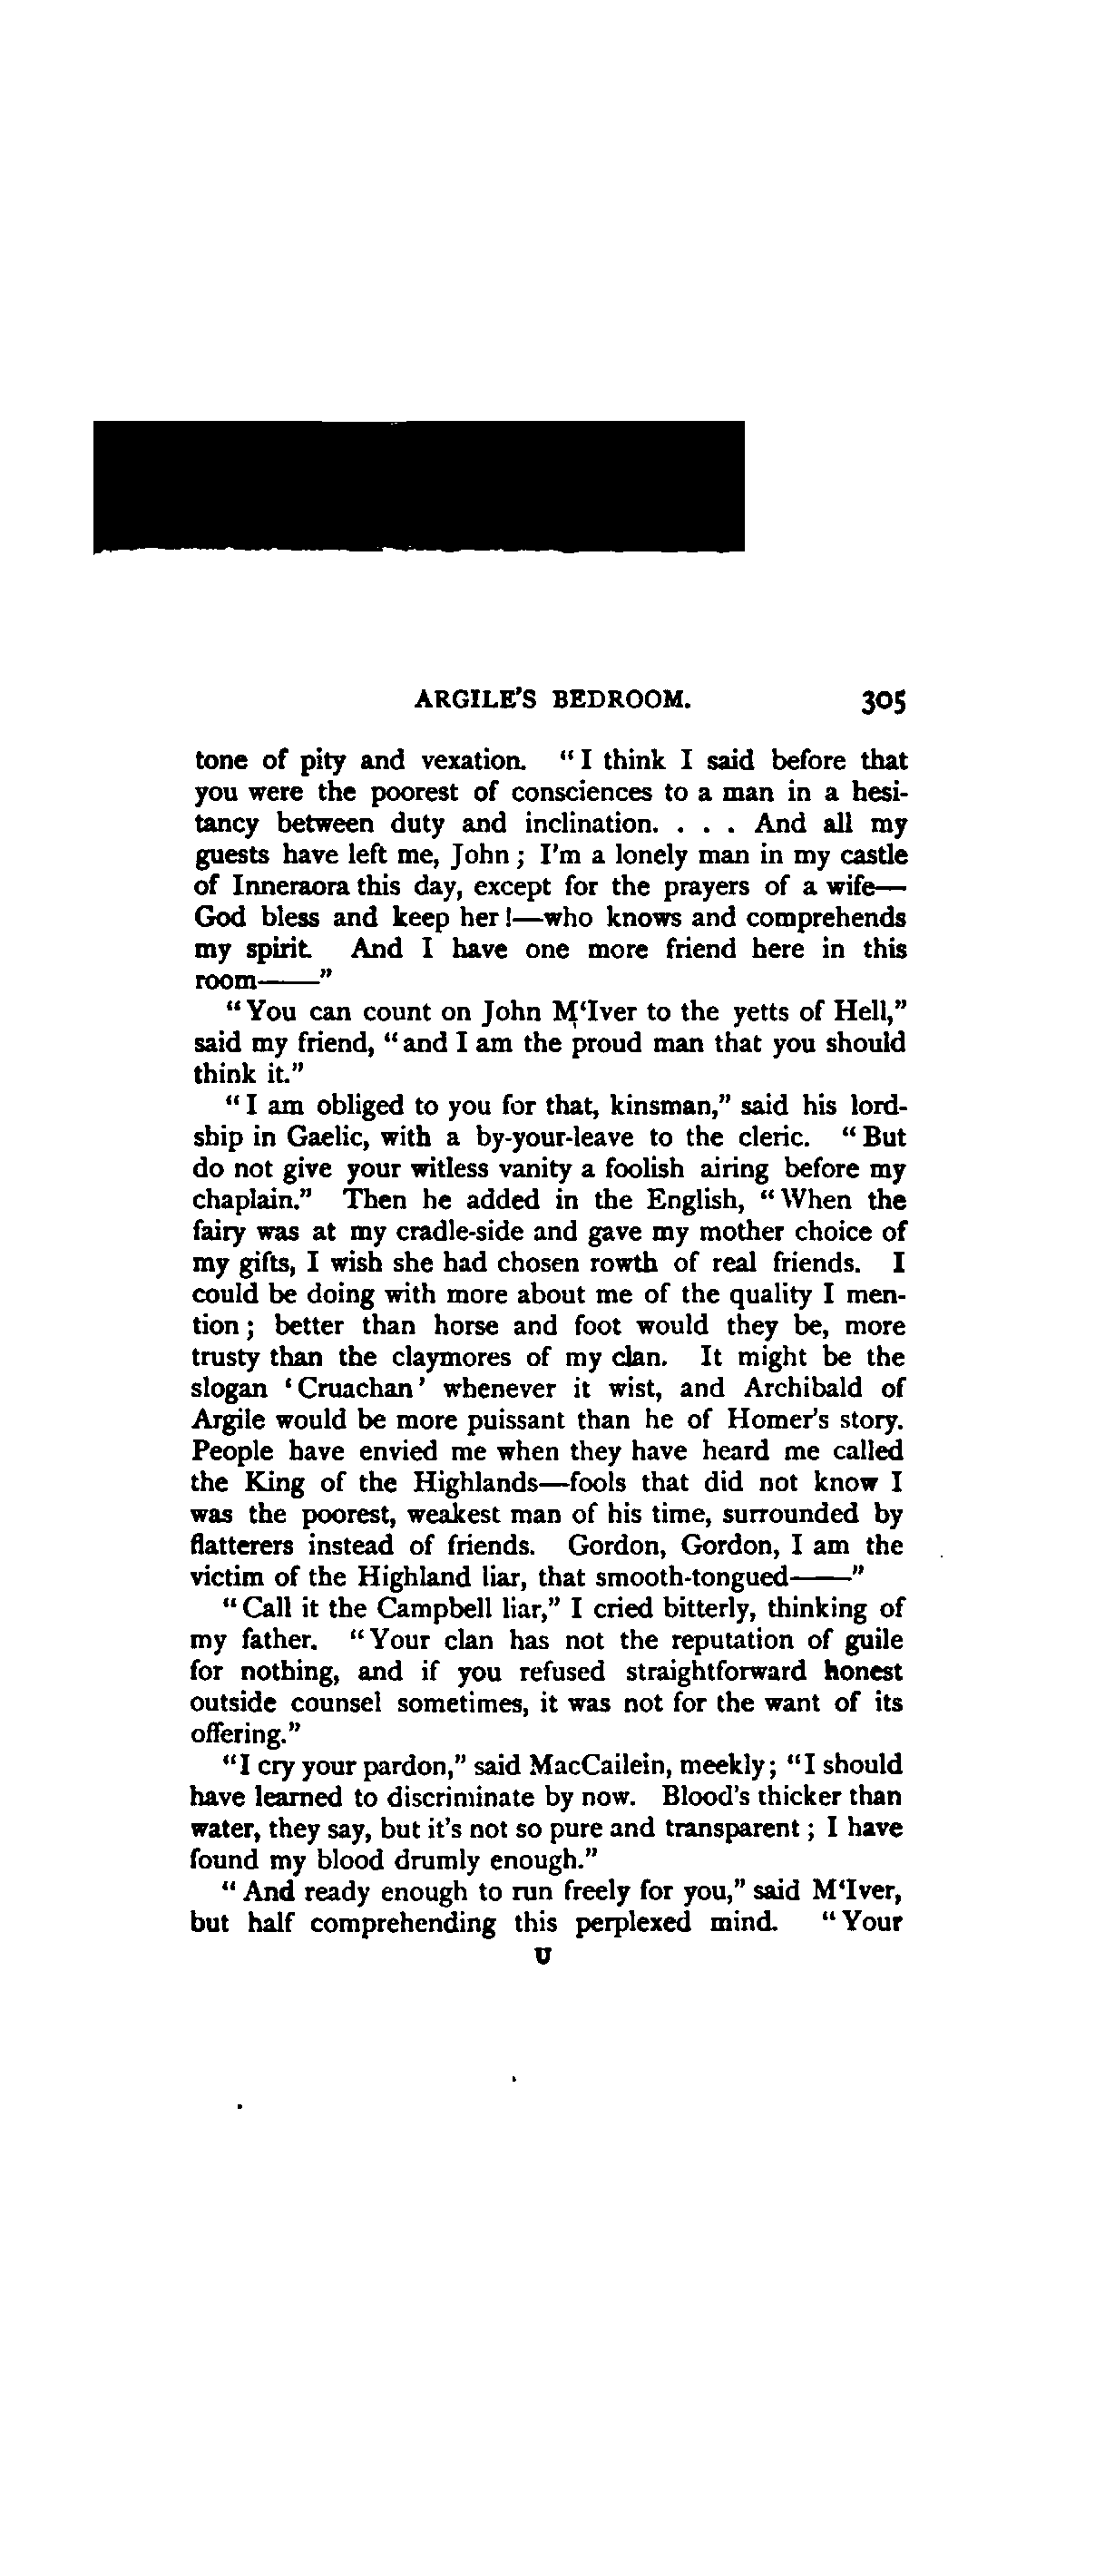 ARGILE'S BEDROOM. 305
tone of pity and vexation. "I think I said before that
you were the poorest of consciences to a man in a hesi-
tancy between duty and inclination. . . . And all my
guests have left me, John; I'm a lonely man in my castle
of Inneraora this day, except for the prayers of a wife—
God bless and keep her!—who knows and comprehends
my spirit. And I have one more friend here in this
room——"
"You can count on John M'Iver to the yetts of Hell,"
said my friend, "and I am the proud man that you should
think it."
"I am obliged to you for that, kinsman," said his lord-
ship in Gaelic, with a by-your-leave to the cleric. "But
do not give your witless vanity a foolish airing before my
chaplain." Then he added in the English, "When the
fairy was at my cradle-side and gave my mother choice of
my gifts, I wish she had chosen rowth of real friends. I
could be doing with more about me of the quality I men-
tion; better than horse and foot would they be, more
trusty than the claymores of my clan. It might be the
slogan 'Cruachan' whenever it wist, and Archibald of
Argile would be more puissant than he of Homer's story.
People have envied me when they have heard me called
the King of the Highlands—fools that did not know I
was the poorest, weakest man of his time, surrounded by
flatterers instead of friends. Gordon, Gordon, I am the
victim of the Highland liar, that smooth-tongued——"
"Call it the Campbell liar," I cried bitterly, thinking of
my father. "Your clan has not the reputation of guile
for nothing, and if you refused straightforward honest
outside counsel sometimes, it was not for the want of its
offering."
"I cry your pardon," said MacCailein, meekly; "I should
have learned to discriminate by now. Blood's thicker than
water, they say, but it's not so pure and transparent; I have
found my blood drumly enough."
"And ready enough to run freely for you," said M'Iver,
but half comprehending this perplexed mind. "Your
U